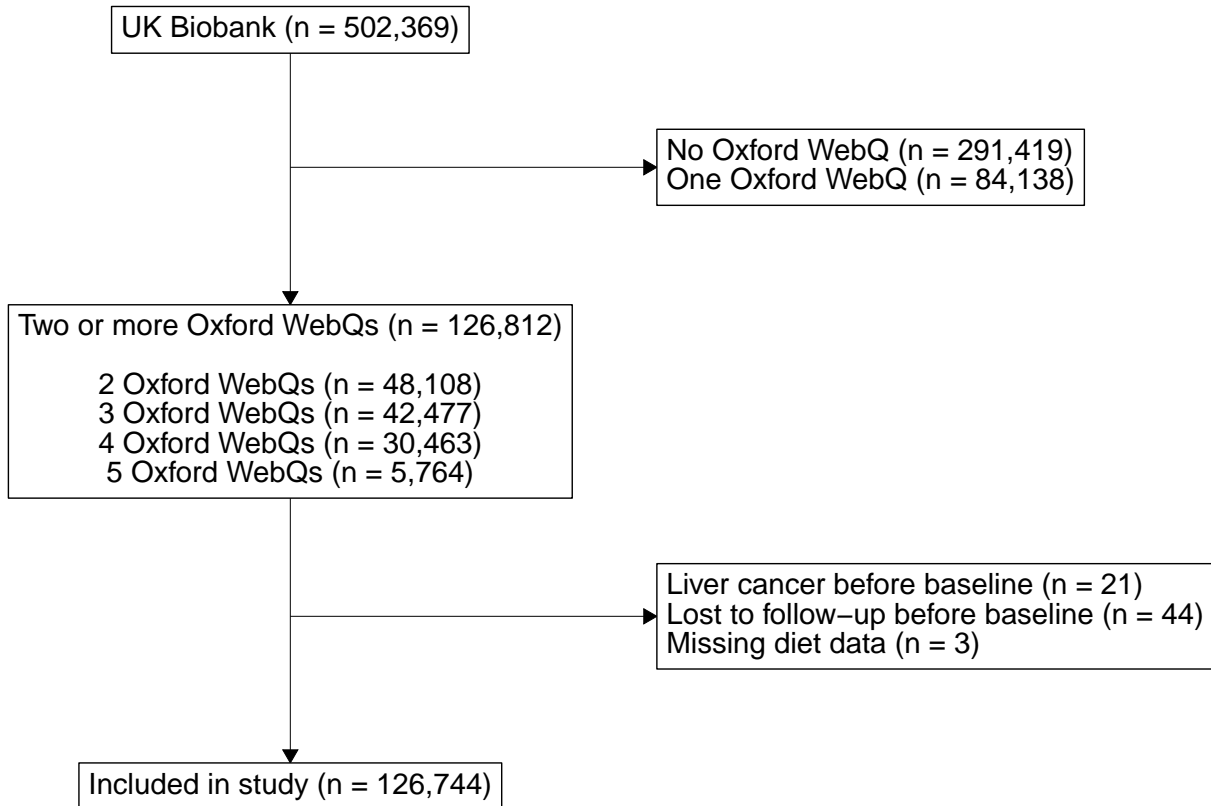 UK Biobank (n = 502,369)
No Oxford WebQ (n = 291,419)
One Oxford WebQ (n = 84,138)
Two or more Oxford WebQs (n = 126,812)
2 Oxford WebQs (n = 48,108)
3 Oxford WebQs (n = 42,477)
4 Oxford WebQs (n = 30,463)
5 Oxford WebQs (n = 5,764)
Liver cancer before baseline (n = 21)
Lost to follow−up before baseline (n = 44)
Missing diet data (n = 3)
Included in study (n = 126,744)